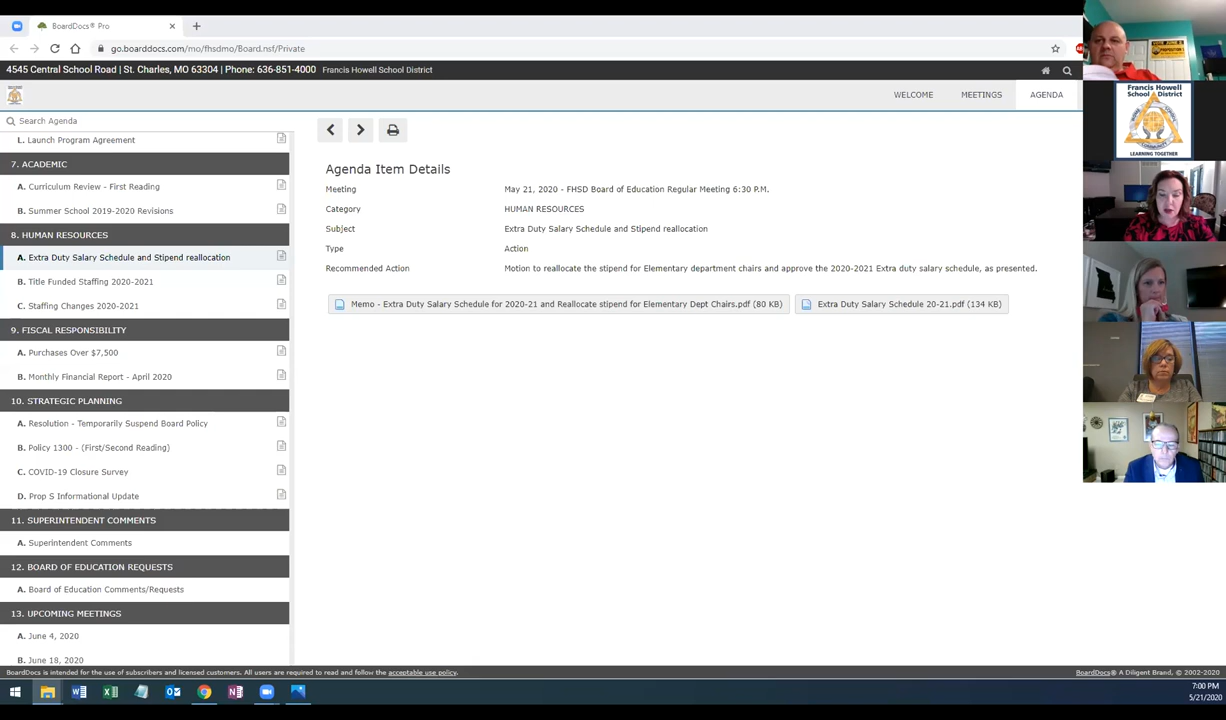 BoardDocs® Pro
go.boarddocs.com/mo/fhsdmo/Board.nsf/Private
4545 Central School Road | St. Charles, MO 63304 | Phone: 636-851-4000 Francis Howell School District
WELCOME MEETINGS AGENDA
Search Agenda
L. Launch Program Agreement
7. ACADEMIC
A. Curriculum Review - First Reading
B. Summer School 2019-2020 Revisions
8. HUMAN RESOURCES
A. Extra Duty Salary Schedule and Stipend reallocation
B. Title Funded Staffing 2020-2021
C. Staffing Changes 2020-2021
9. FISCAL RESPONSIBILITY
A. Purchases Over $7,500
B. Monthly Financial Report - April 2020
10. STRATEGIC PLANNING
A. Resolution - Temporarily Suspend Board Policy
B. Policy 1300 - (First/Second Reading)
C. COVID-19 Closure Survey
D. Prop S Informational Update
11. SUPERINTENDENT COMMENTS
A. Superintendent Comments
12. BOARD OF EDUCATION REQUESTS
A. Board of Education Comments/Requests
13. UPCOMING MEETINGS
A. June 4, 2020
B. June 18, 2020
Agenda Item Details
Meeting May 21, 2020 - FHSD Board of Education Regular Meeting 6:30 P.M.
Category HUMAN RESOURCES
Subject Extra Duty Salary Schedule and Stipend reallocation
Type Action
Recommended Action Motion to reallocate the stipend for Elementary department chairs and approve the 2020-2021 Extra duty salary schedule, as presented.
Memo - Extra Duty Salary Schedule for 2020-21 and Reallocate stipend for Elementary Dept Chairs.pdf (80 KB) Extra Duty Salary Schedule 20-21.pdf (134 KB)
Francis Howell
School District
LEARNING TOGETHER
BoardDocs is intended for the use of subscribers and licensed customers. All users are required to read and follow the acceptable use policy. BoardDocs® A Diligent Brand, © 2002-2020
7:00 PM
5/21/2020